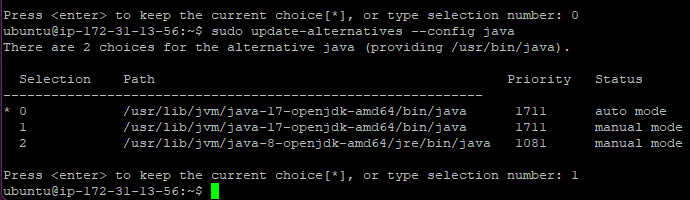 Press <enter> to keep the current choice[*], or type selection number: 0
ubuntu@ip-172-31-13-56:~$ sudo update-alternatives --config java
There are 2 choices for the alternative java (providing /usr/bin/java).
Selection    Path                                            Priority   Status
------------------------------------------------------------
* 0            /usr/lib/jvm/java-17-openjdk-amd64/bin/java      1711      auto mode
  1            /usr/lib/jvm/java-17-openjdk-amd64/bin/java      1711      manual mode
  2            /usr/lib/jvm/java-8-openjdk-amd64/jre/bin/java   1081      manual mode
Press <enter> to keep the current choice[*], or type selection number: 1
ubuntu@ip-172-31-13-56:~$